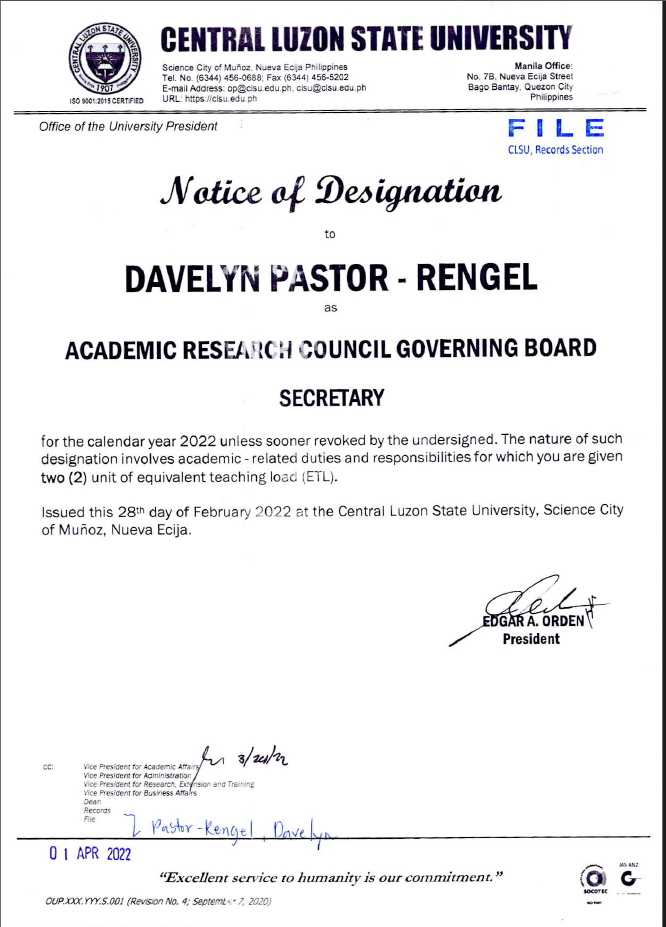 CENTRAL LUZON STATE UNIVERSITY
CENTRAL LUZON STATE UNIVERSITY
1907
ISO 9001:2015 CERTIFIED
Science City of Muñoz, Nueva Ecija Philippines
Tel. No. (6344) 456-0688; Fax (6344) 456-5202
E-mail Address: op@clsu.edu.ph, clsu@clsu.edu.ph
URL: https://clsu.edu.ph
Manila Office:
No. 7B, Nueva Ecija Street
Bago Bantay, Quezon City
Philippines
Office of the University President
FILE
CLSU, Records Section
Notice of Designation
to
DAVELYN PASTOR - RENGEL
as
ACADEMIC RESEARCH COUNCIL GOVERNING BOARD
SECRETARY
for the calendar year 2022 unless sooner revoked by the undersigned. The nature of such
designation involves academic - related duties and responsibilities for which you are given
two (2) unit of equivalent teaching load (ETL).
Issued this 28th day of February 2022 at the Central Luzon State University, Science City
of Muñoz, Nueva Ecija.
EDGAR A. ORDEN
President
CC:
Vice President for Academic Affairs
Vice President for Administration
Vice President for Research, Extension and Training
Vice President for Business Affairs
Dean
Records
File
Pastor-Rengel, Davelyn
01 APR 2022
"Excellent service to humanity is our commitment."
OUP.XXX.YYY.S.001 (Revision No. 4; September 7, 2020)
SOCOTEC
ISO 9001
JAS-ANZ